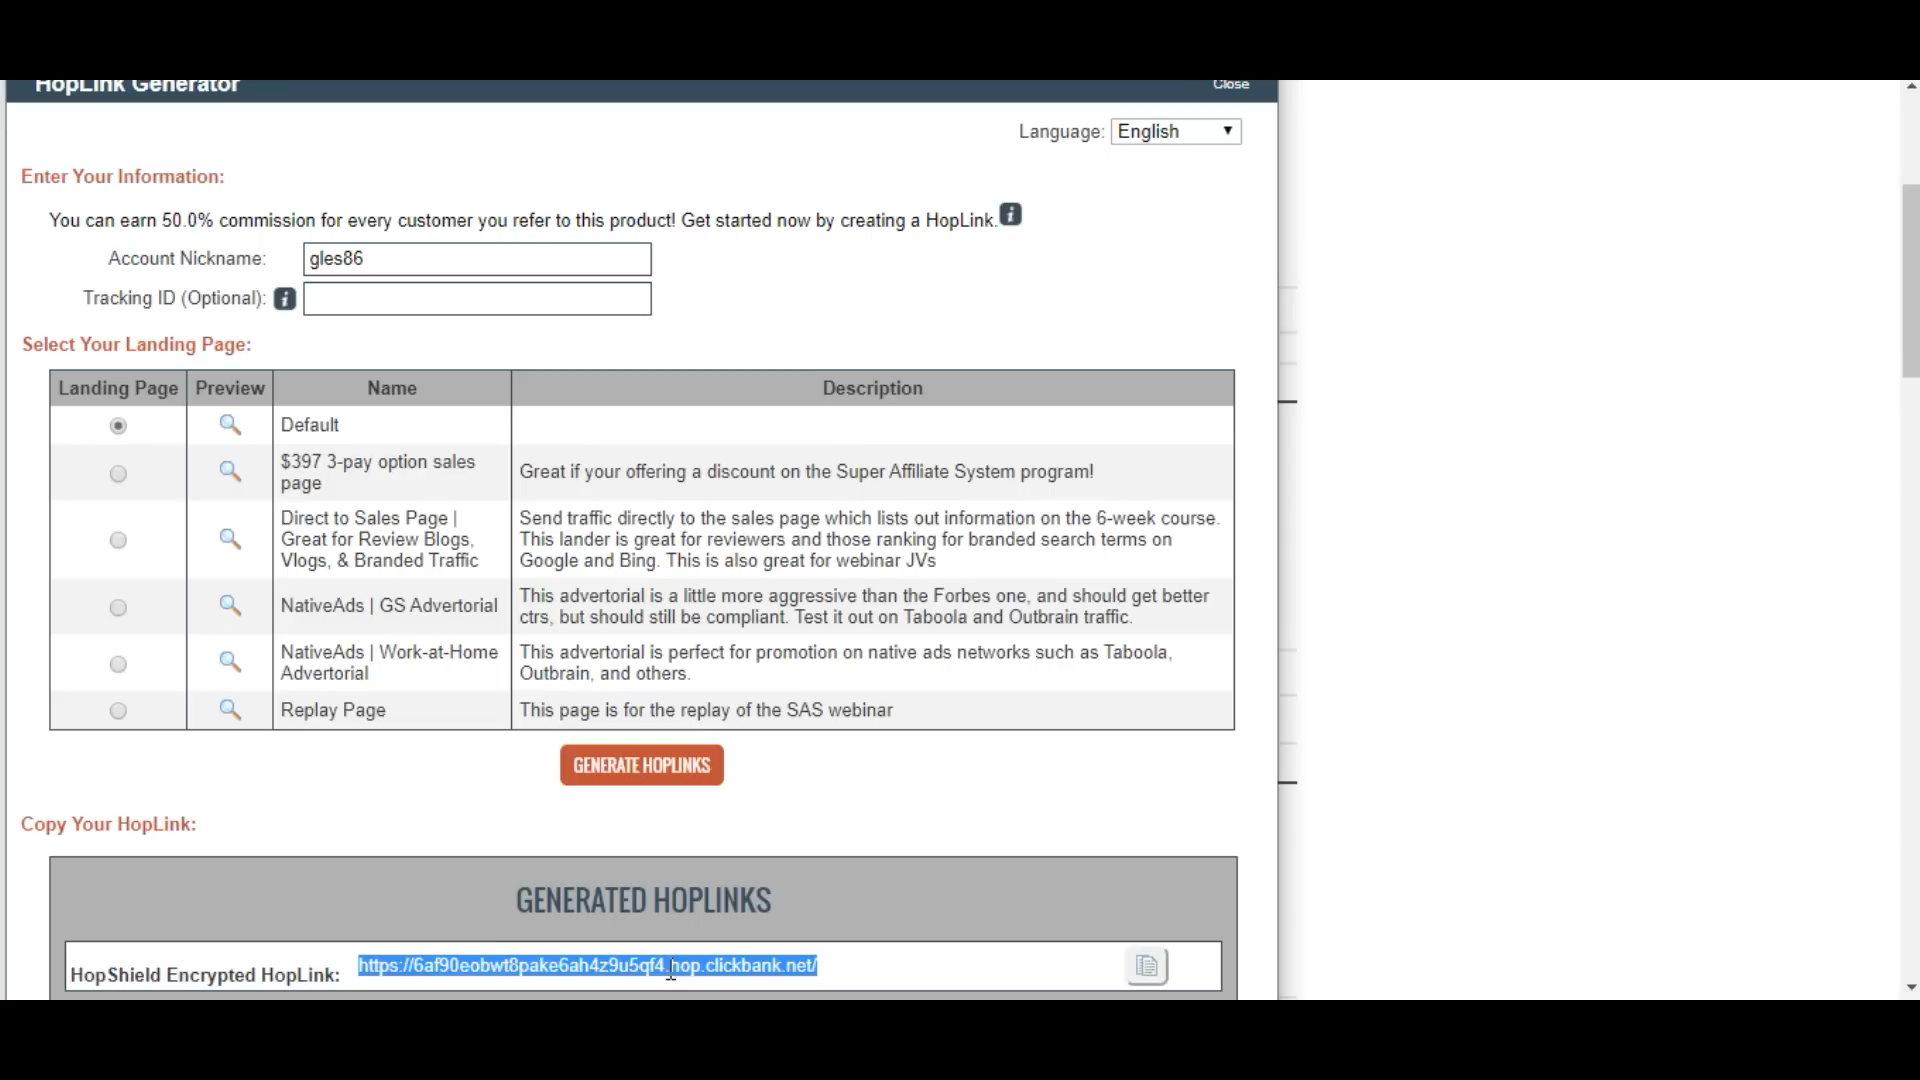 HopLink Generator
Close
Language: English
Enter Your Information:
You can earn 50.0% commission for every customer you refer to this product! Get started now by creating a HopLink.
Account Nickname: gles86
Tracking ID (Optional):
Select Your Landing Page:
Landing Page Preview Name Description
Default
$397 3-pay option sales
page
Great if your offering a discount on the Super Affiliate System program!
Direct to Sales Page |
Great for Review Blogs,
Vlogs, & Branded Traffic
Send traffic directly to the sales page which lists out information on the 6-week course.
This lander is great for reviewers and those ranking for branded search terms on
Google and Bing. This is also great for webinar JVs
NativeAds | GS Advertorial
This advertorial is a little more aggressive than the Forbes one, and should get better
ctrs, but should still be compliant. Test it out on Taboola and Outbrain traffic.
NativeAds | Work-at-Home
Advertorial
This advertorial is perfect for promotion on native ads networks such as Taboola,
Outbrain, and others.
Replay Page
This page is for the replay of the SAS webinar
GENERATE HOPLINKS
Copy Your HopLink:
GENERATED HOPLINKS
HopShield Encrypted HopLink: https://6af90eobwt8pake6ah4z9u5qf4.hop.clickbank.net/